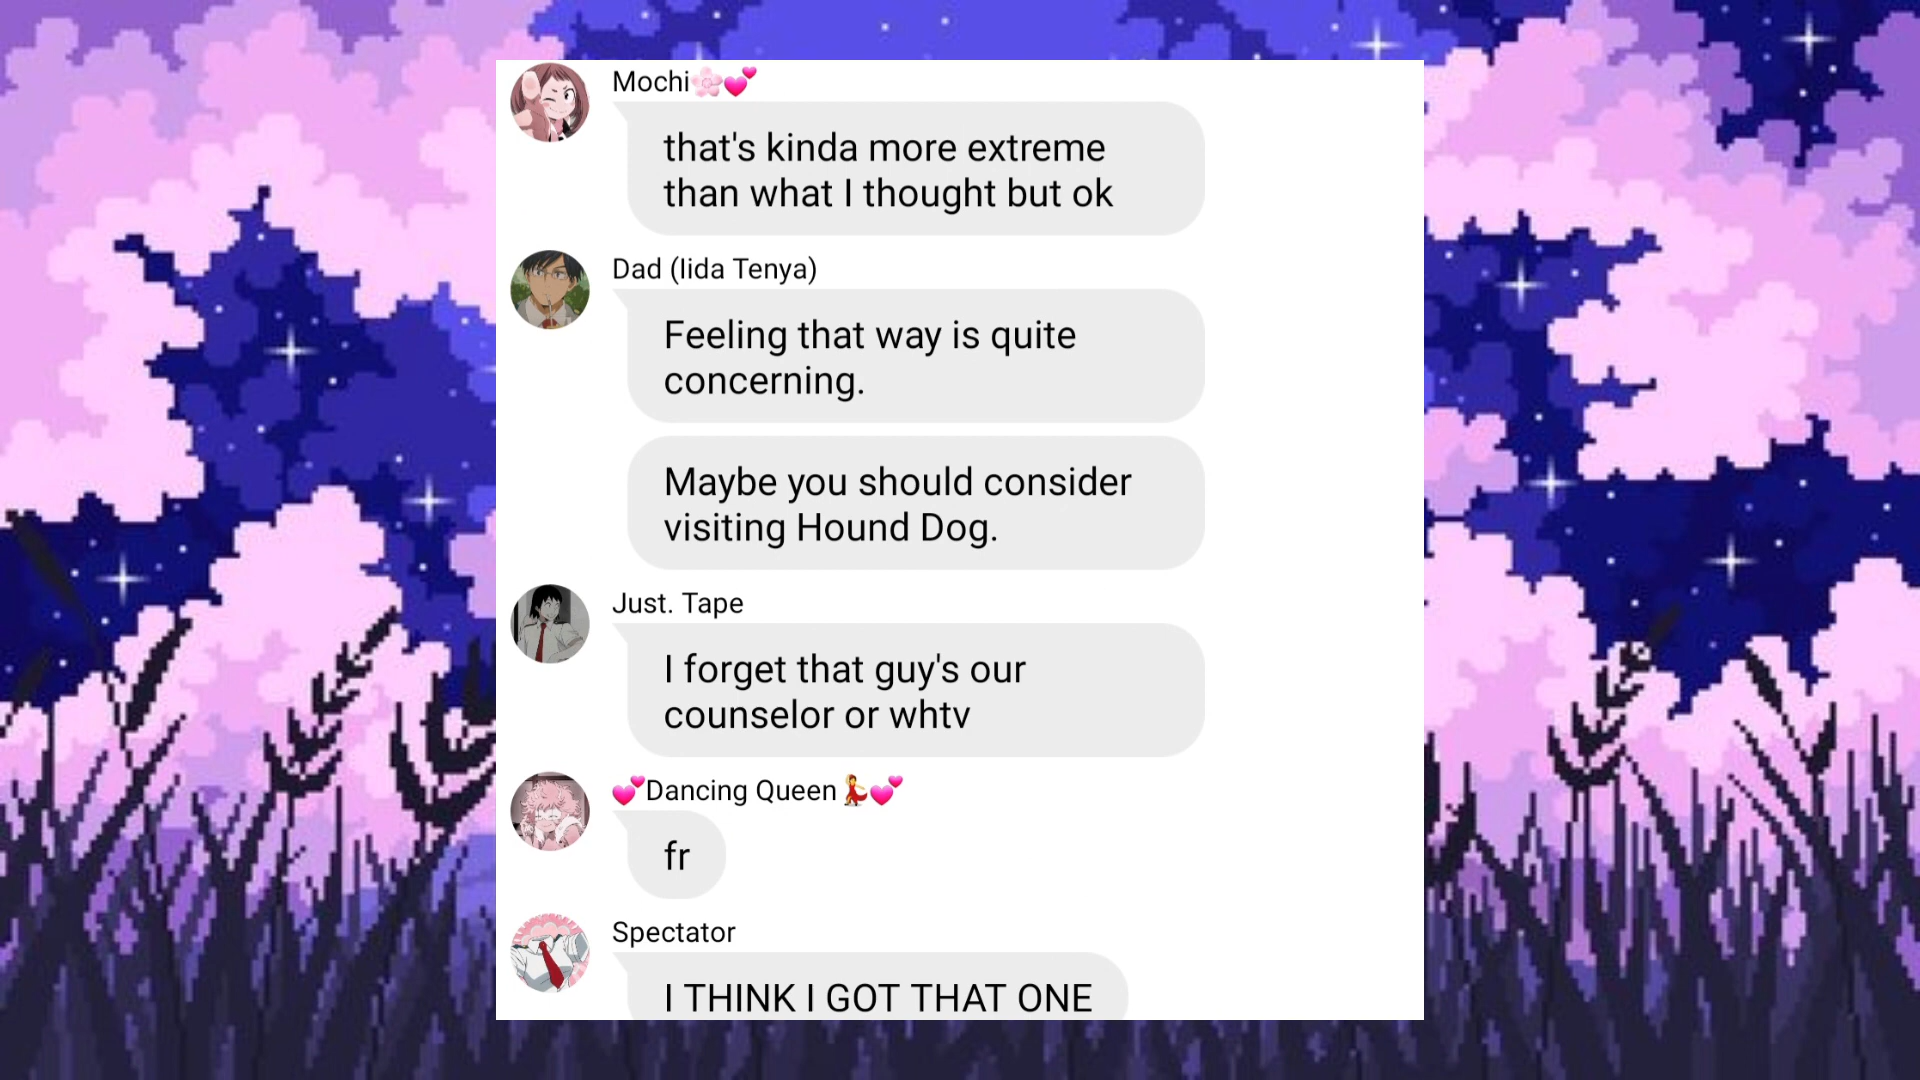 Mochi🌸💕
that's kinda more extreme
than what I thought but ok
Dad (Iida Tenya)
Feeling that way is quite
concerning.
Maybe you should consider
visiting Hound Dog.
Just. Tape
I forget that guy's our
counselor or whtv
💕Dancing Queen💃💕
fr
Spectator
I THINK I GOT THAT ONE